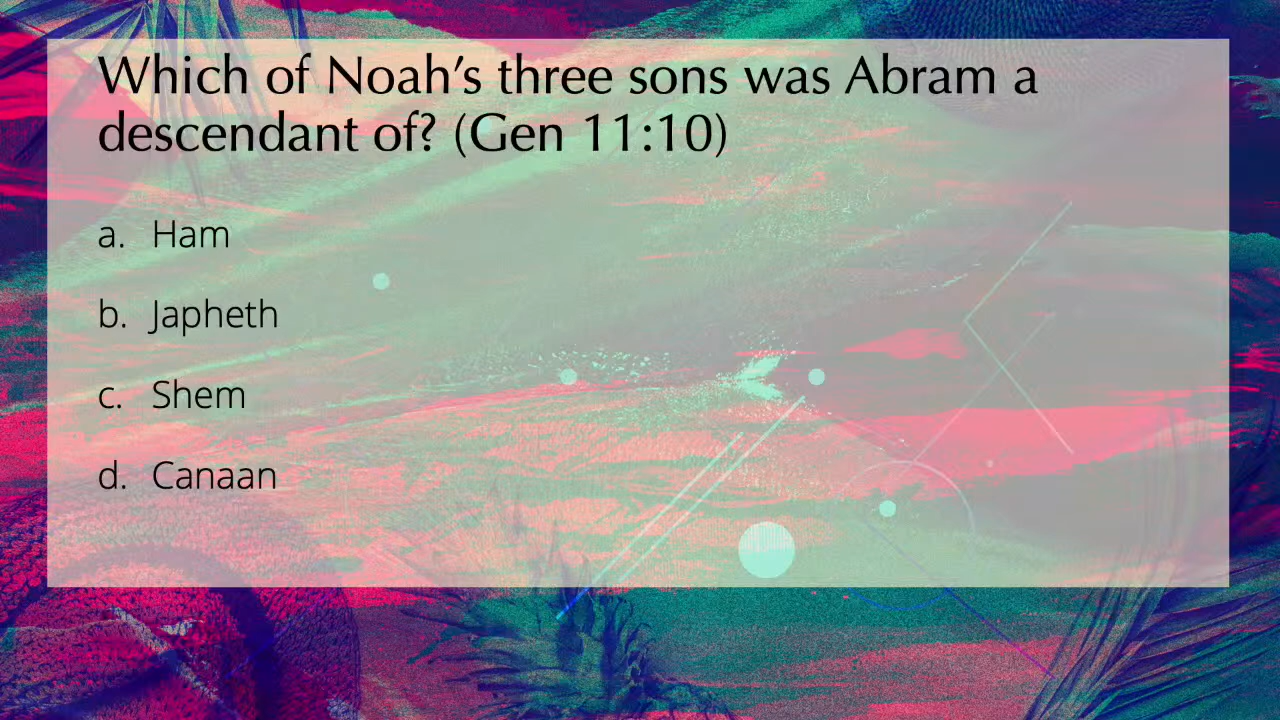 Which of Noah’s three sons was Abram a
descendant of? (Gen 11:10)
a. Ham
b. Japheth
c. Shem
d. Canaan